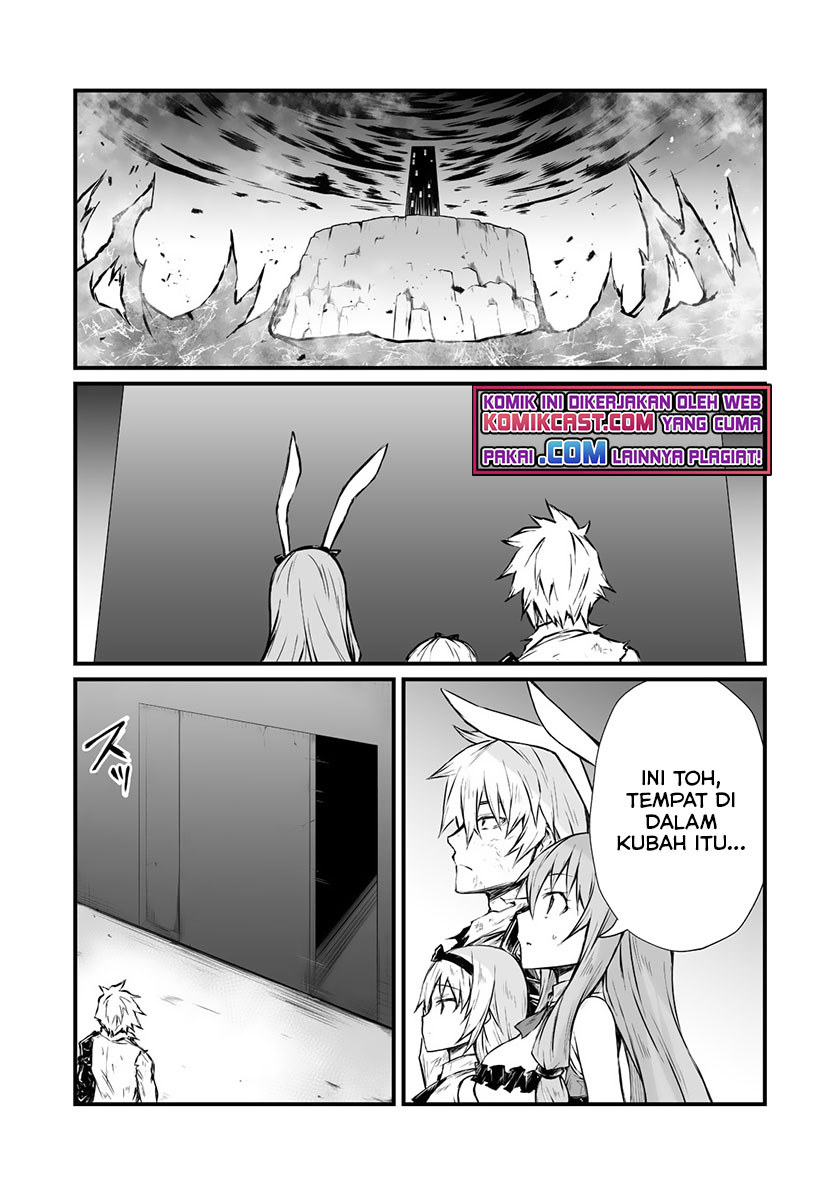 KOMIK INI DIKERJAKAN OLEH WEB
KOMIKCAST.COM YANG CUMA
PAKAI .COM LAINNYA PLAGIAT!
INI TOH,
TEMPAT DI
DALAM
KUBAH ITU...
スッ